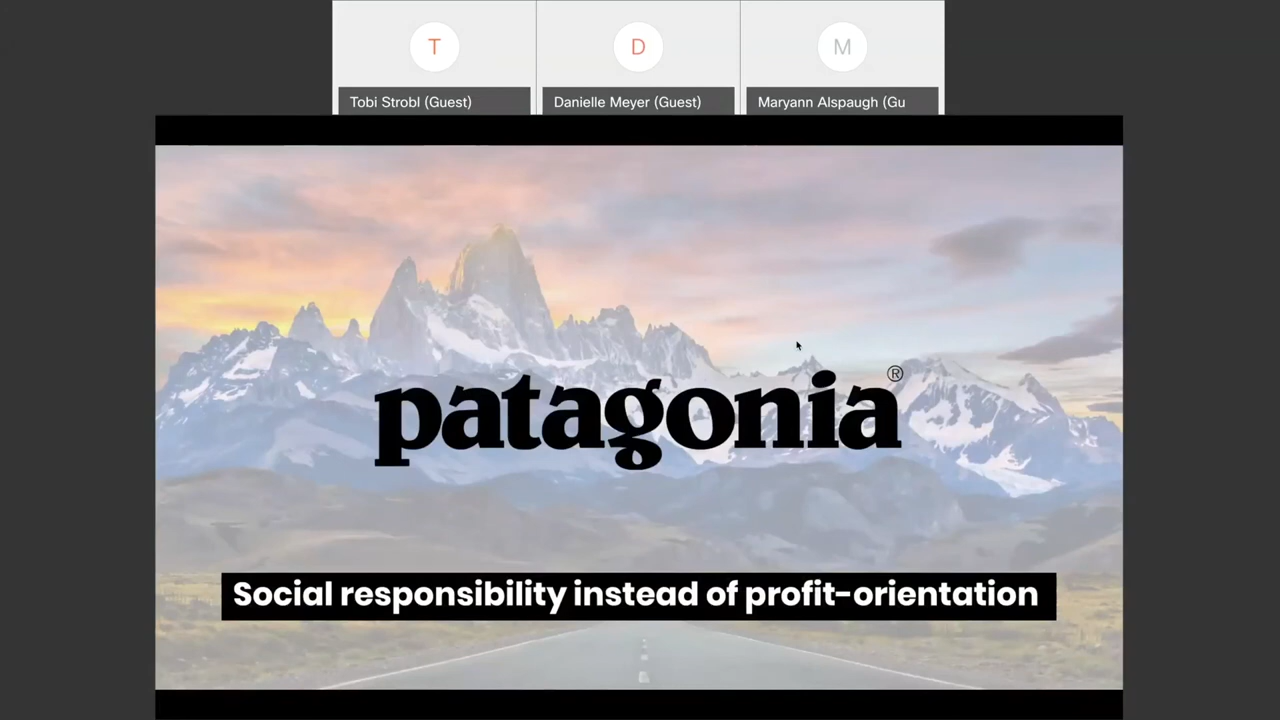 T
D
M
Tobi Strobl (Guest)
Danielle Meyer (Guest)
Maryann Alspaugh (Gu
patagonia®
Social responsibility instead of profit-orientation